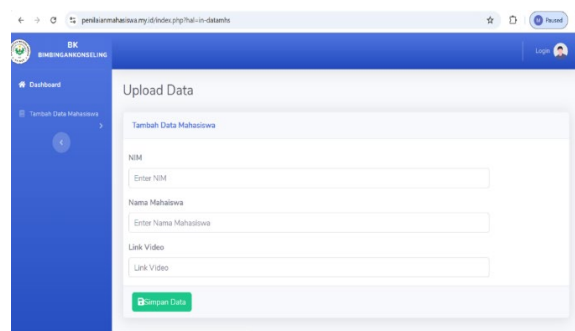 penilaianmahasiswa.my.id/index.php?hal=in-datamhs
Paused
BK
BIMBINGANKONSELING
Login
Dashboard
Tambah Data Mahasiswa
Upload Data
Tambah Data Mahasiswa
NIM
Enter NIM
Nama Mahaiswa
Enter Nama Mahasiswa
Link Video
Link Video
Simpan Data